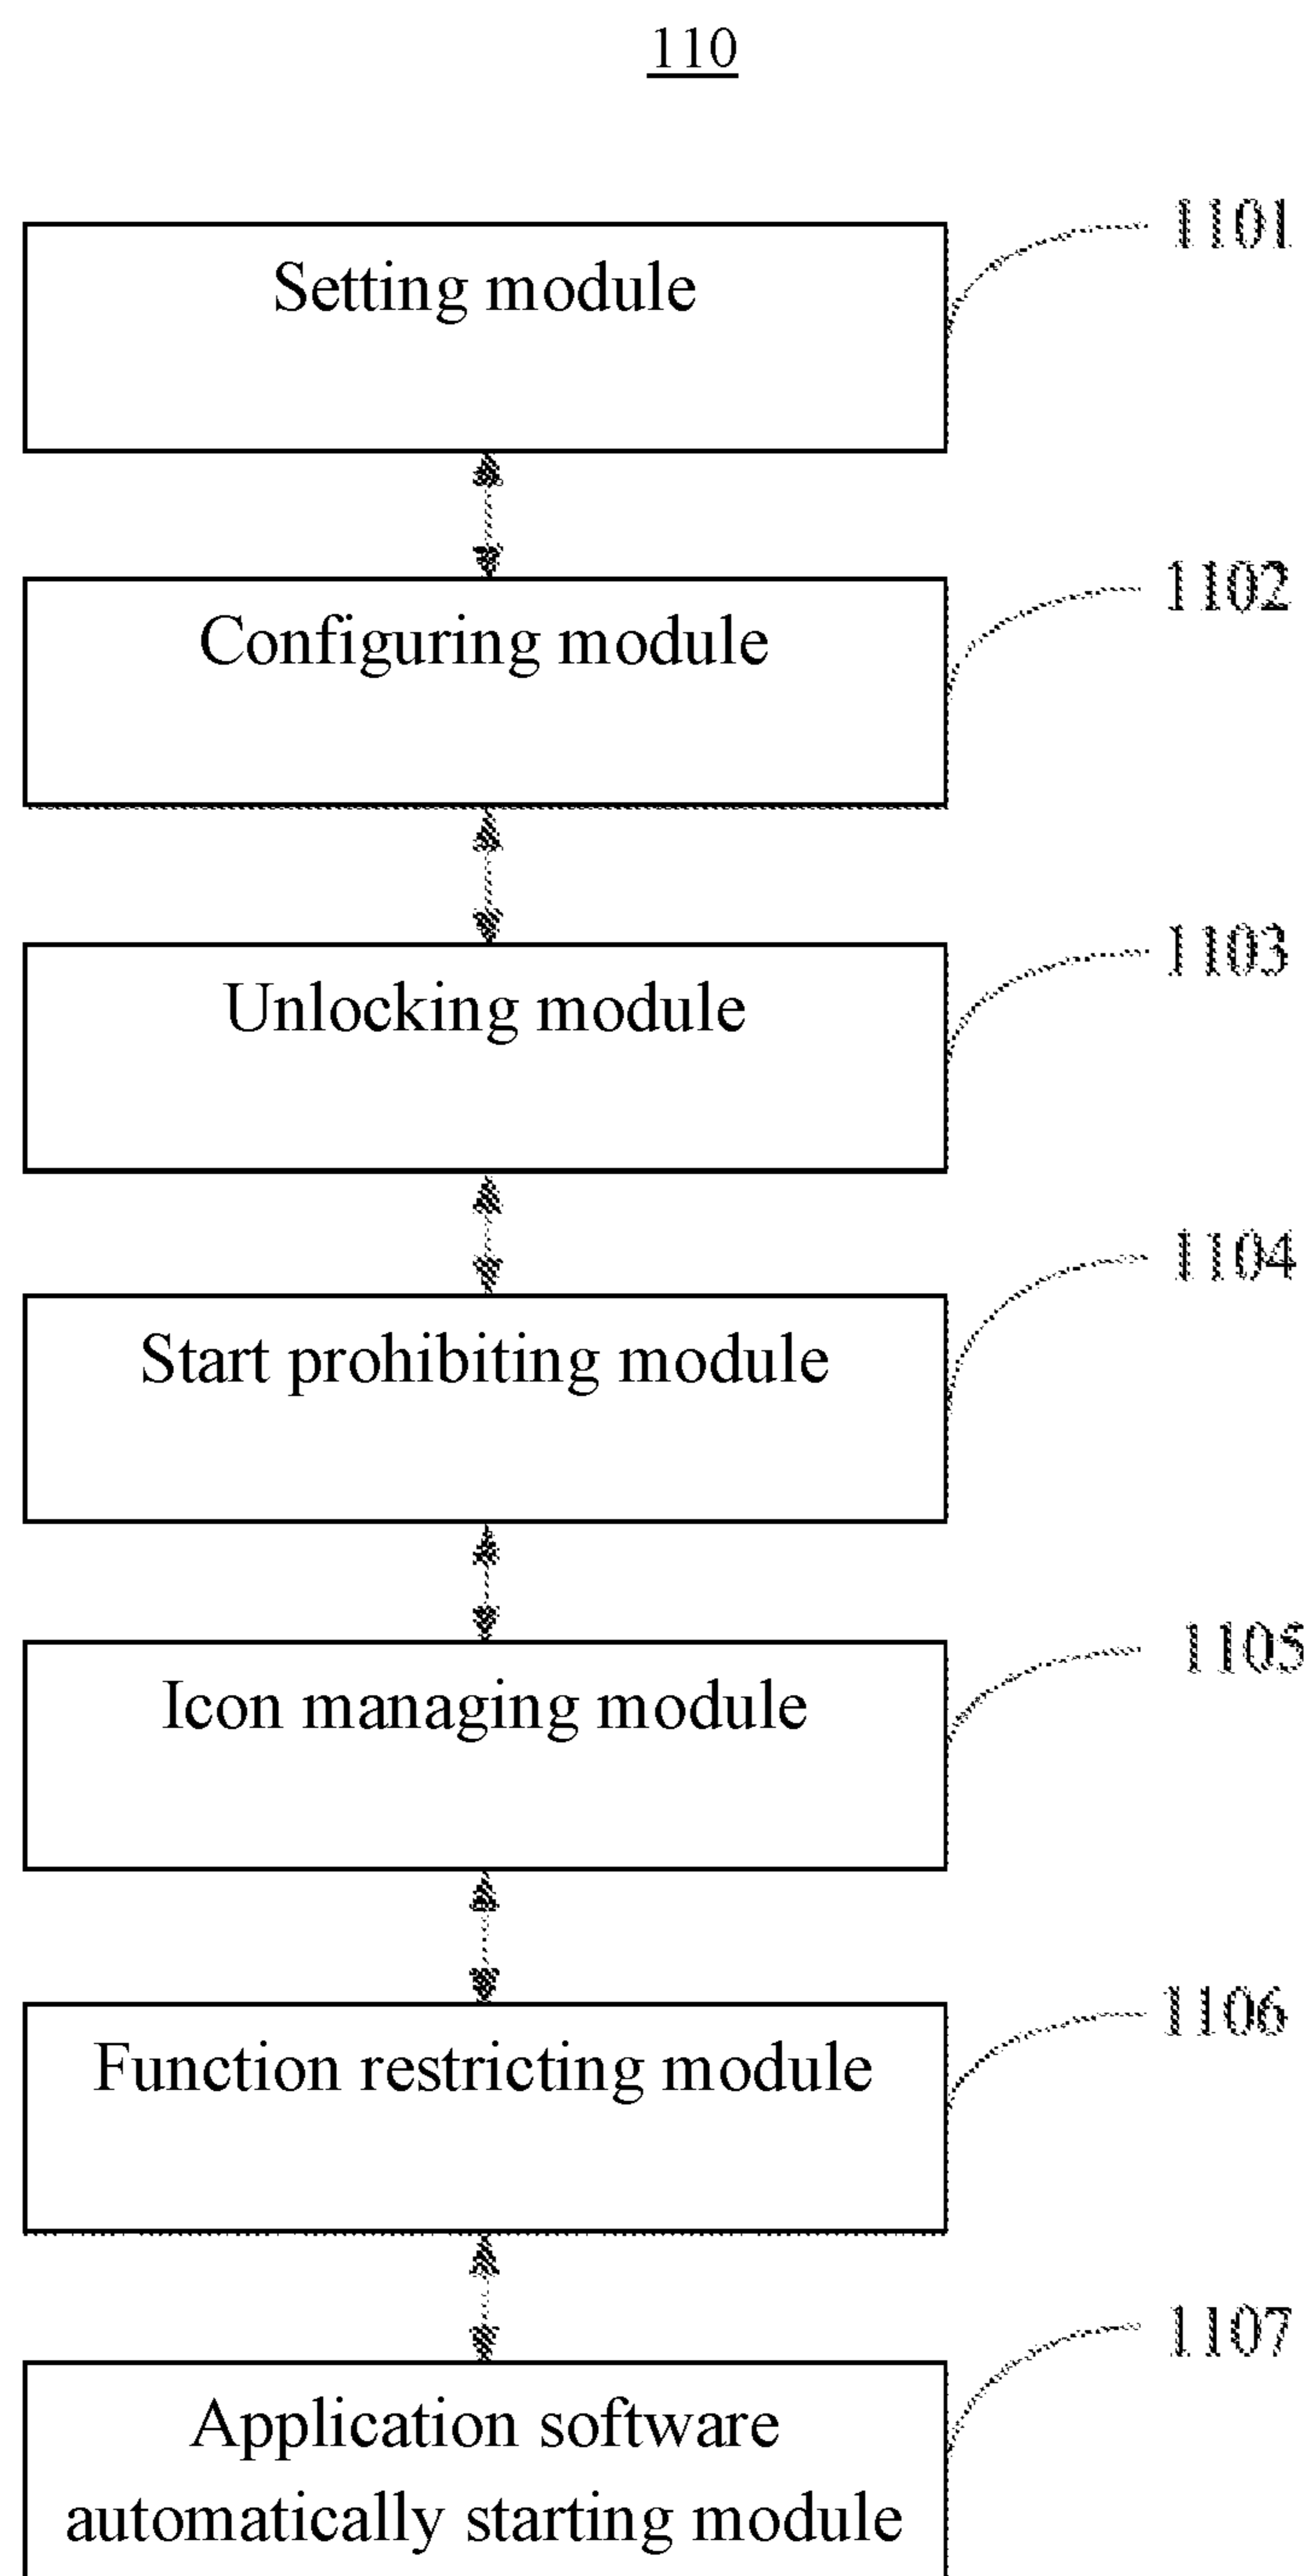 110
Setting module
1101
Configuring module
1102
Unlocking module
1103
Start prohibiting module
1104
Icon managing module
1105
Function restricting module
1106
Application software
automatically starting module
1107